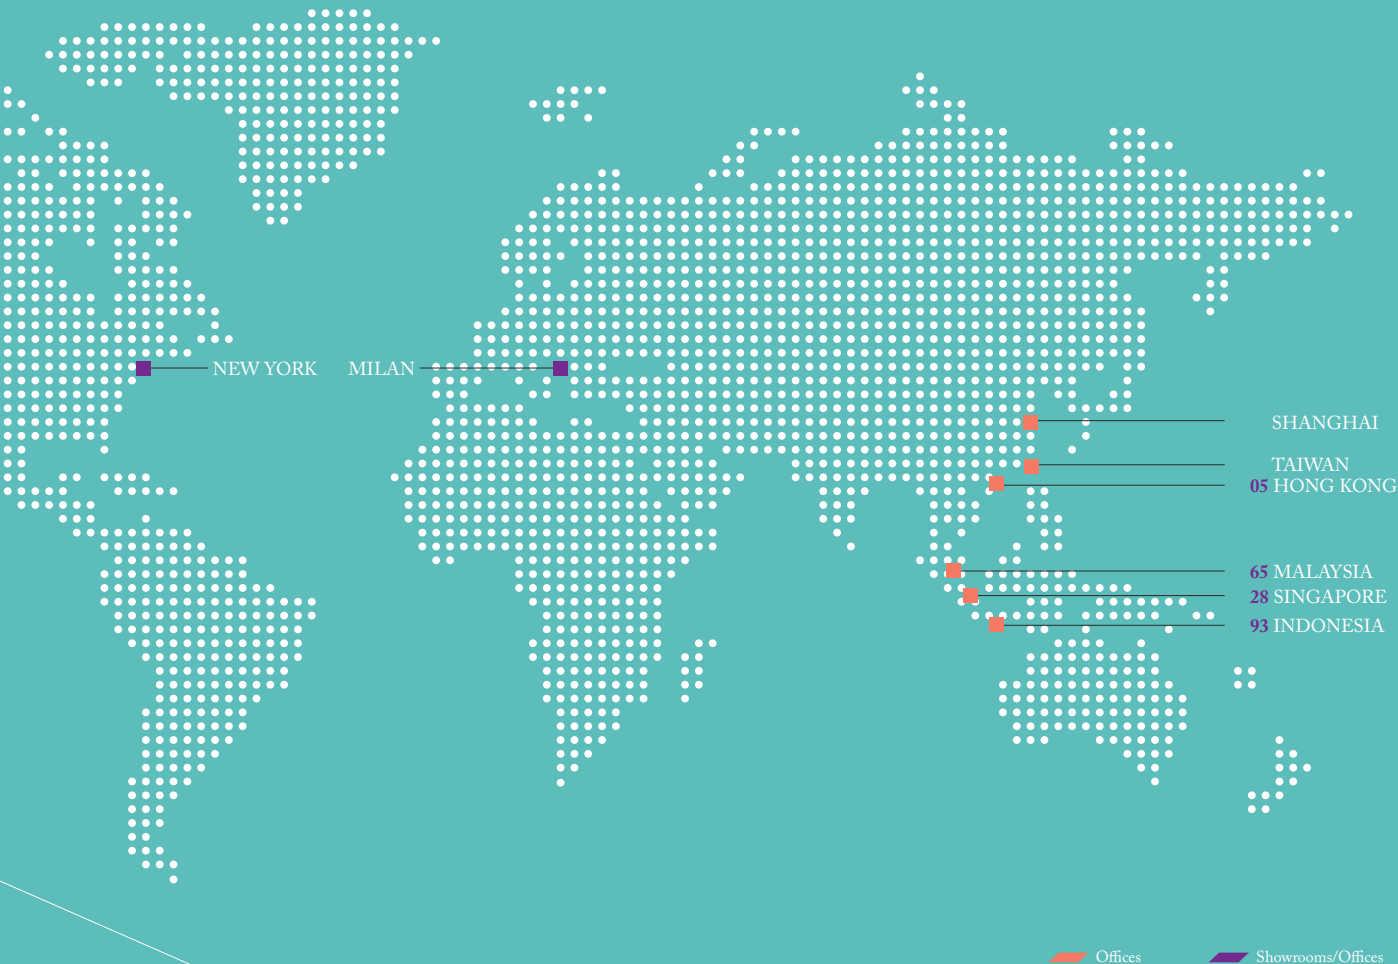 NEW YORK
MILAN
SHANGHAI
TAIWAN
05 HONG KONG
65 MALAYSIA
28 SINGAPORE
93 INDONESIA
Offices
Showrooms/Offices